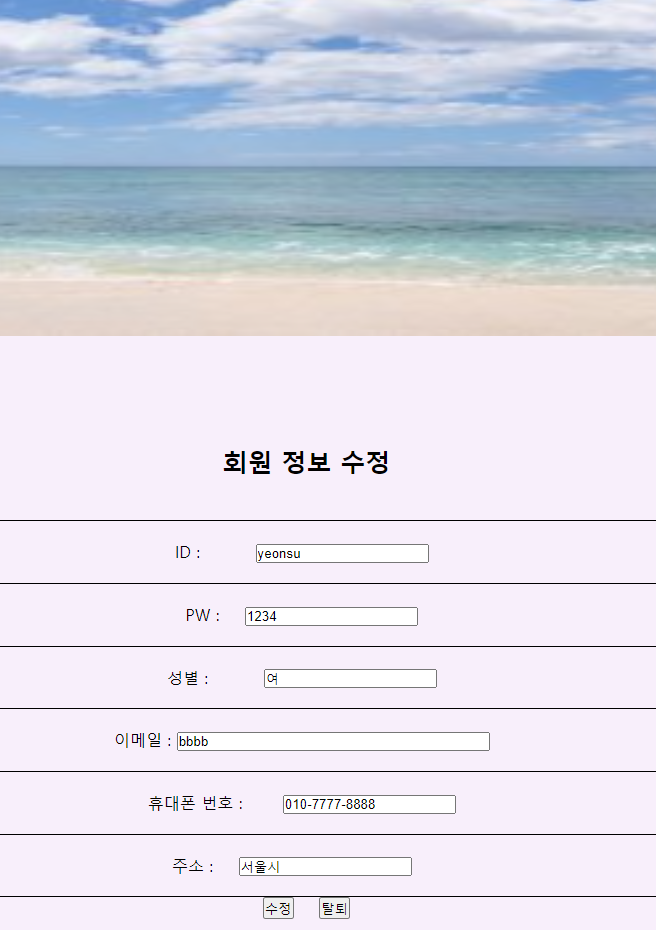 회원 정보 수정
ID : yeonsu
PW : 1234
성별 : 여
이메일 : bbbb
휴대폰 번호 : 010-7777-8888
주소 : 서울시
수정 탈퇴